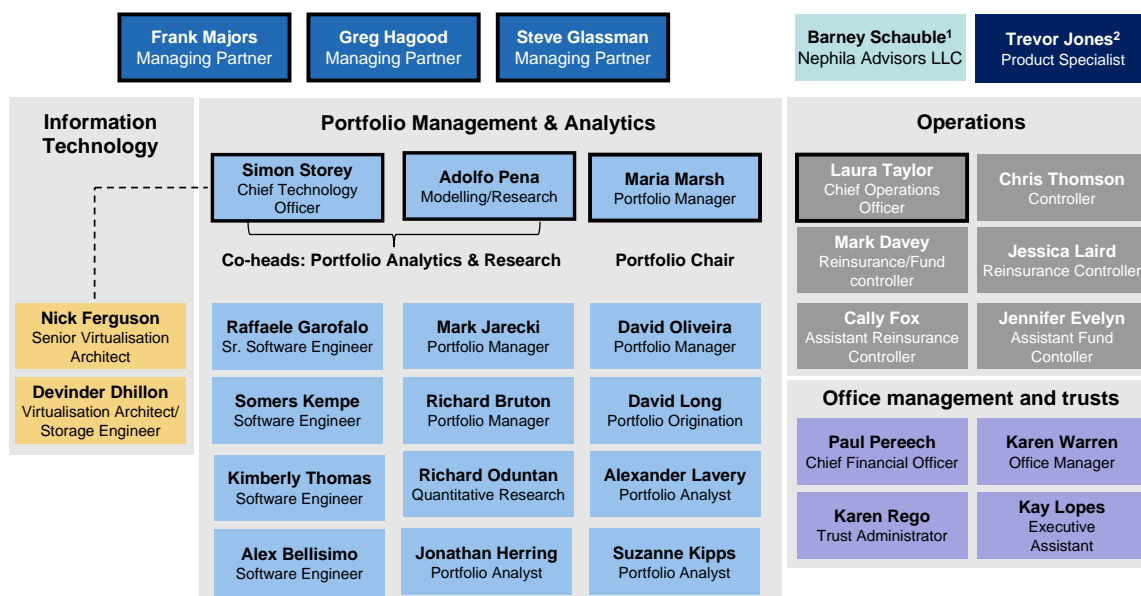 Frank Majors
Managing Partner
Greg Hagood
Managing Partner
Steve Glassman
Managing Partner
Barney Schauble¹
Nephila Advisors LLC
Trevor Jones²
Product Specialist
Information
Technology
Nick Ferguson
Senior Virtualisation
Architect
Devinder Dhillon
Virtualisation Architect/
Storage Engineer
Portfolio Management & Analytics
Simon Storey
Chief Technology
Officer
Adolfo Pena
Modelling/Research
Maria Marsh
Portfolio Manager
Co-heads: Portfolio Analytics & Research
Portfolio Chair
Raffaele Garofalo
Sr. Software Engineer
Mark Jarecki
Portfolio Manager
David Oliveira
Portfolio Manager
Somers Kempe
Software Engineer
Richard Bruton
Portfolio Manager
David Long
Portfolio Origination
Kimberly Thomas
Software Engineer
Richard Oduntan
Quantitative Research
Alexander Lavery
Portfolio Analyst
Alex Bellisimo
Software Engineer
Jonathan Herring
Portfolio Analyst
Suzanne Kipps
Portfolio Analyst
Operations
Laura Taylor
Chief Operations
Officer
Chris Thomson
Controller
Mark Davey
Reinsurance/Fund
controller
Jessica Laird
Reinsurance Controller
Cally Fox
Assistant Reinsurance
Controller
Jennifer Evelyn
Assistant Fund
Contoller
Office management and trusts
Paul Pereech
Chief Financial Officer
Karen Warren
Office Manager
Karen Rego
Trust Administrator
Kay Lopes
Executive
Assistant